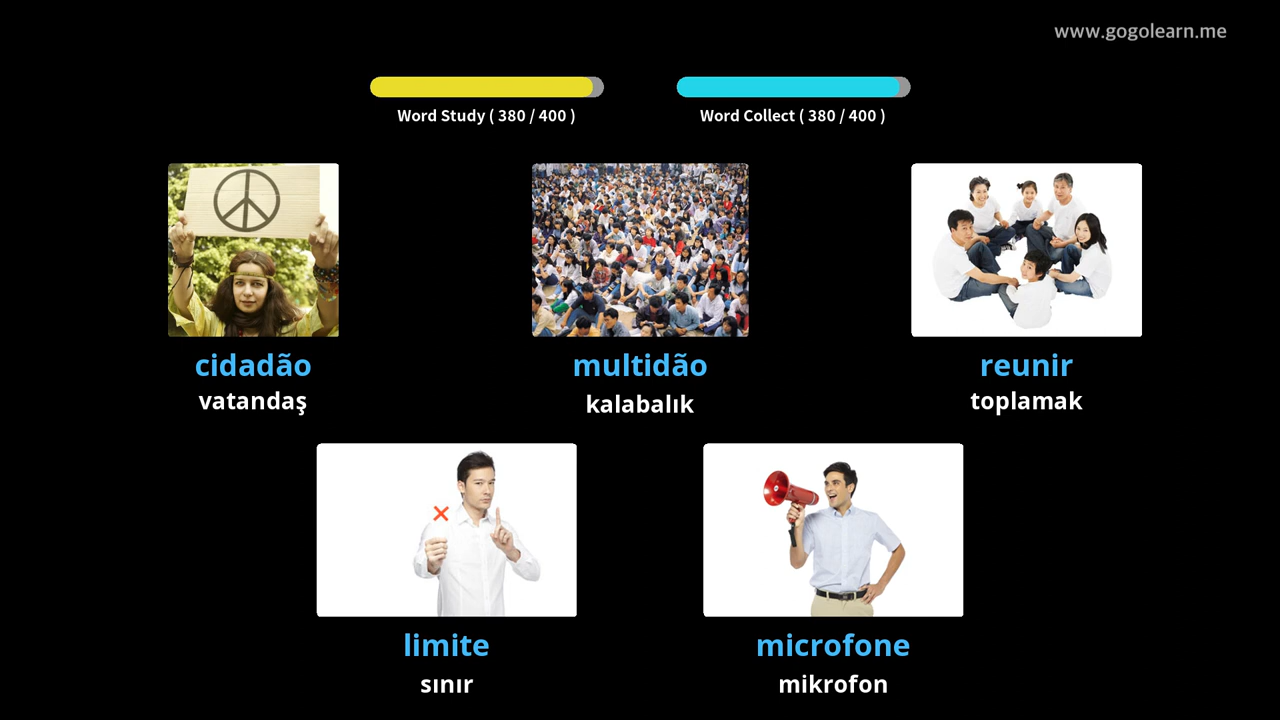 www.gogolearn.me
Word Study ( 380 / 400 )
Word Collect ( 380 / 400 )
cidadão
vatandaş
multidão
kalabalık
reunir
toplamak
limite
sınır
microfone
mikrofon